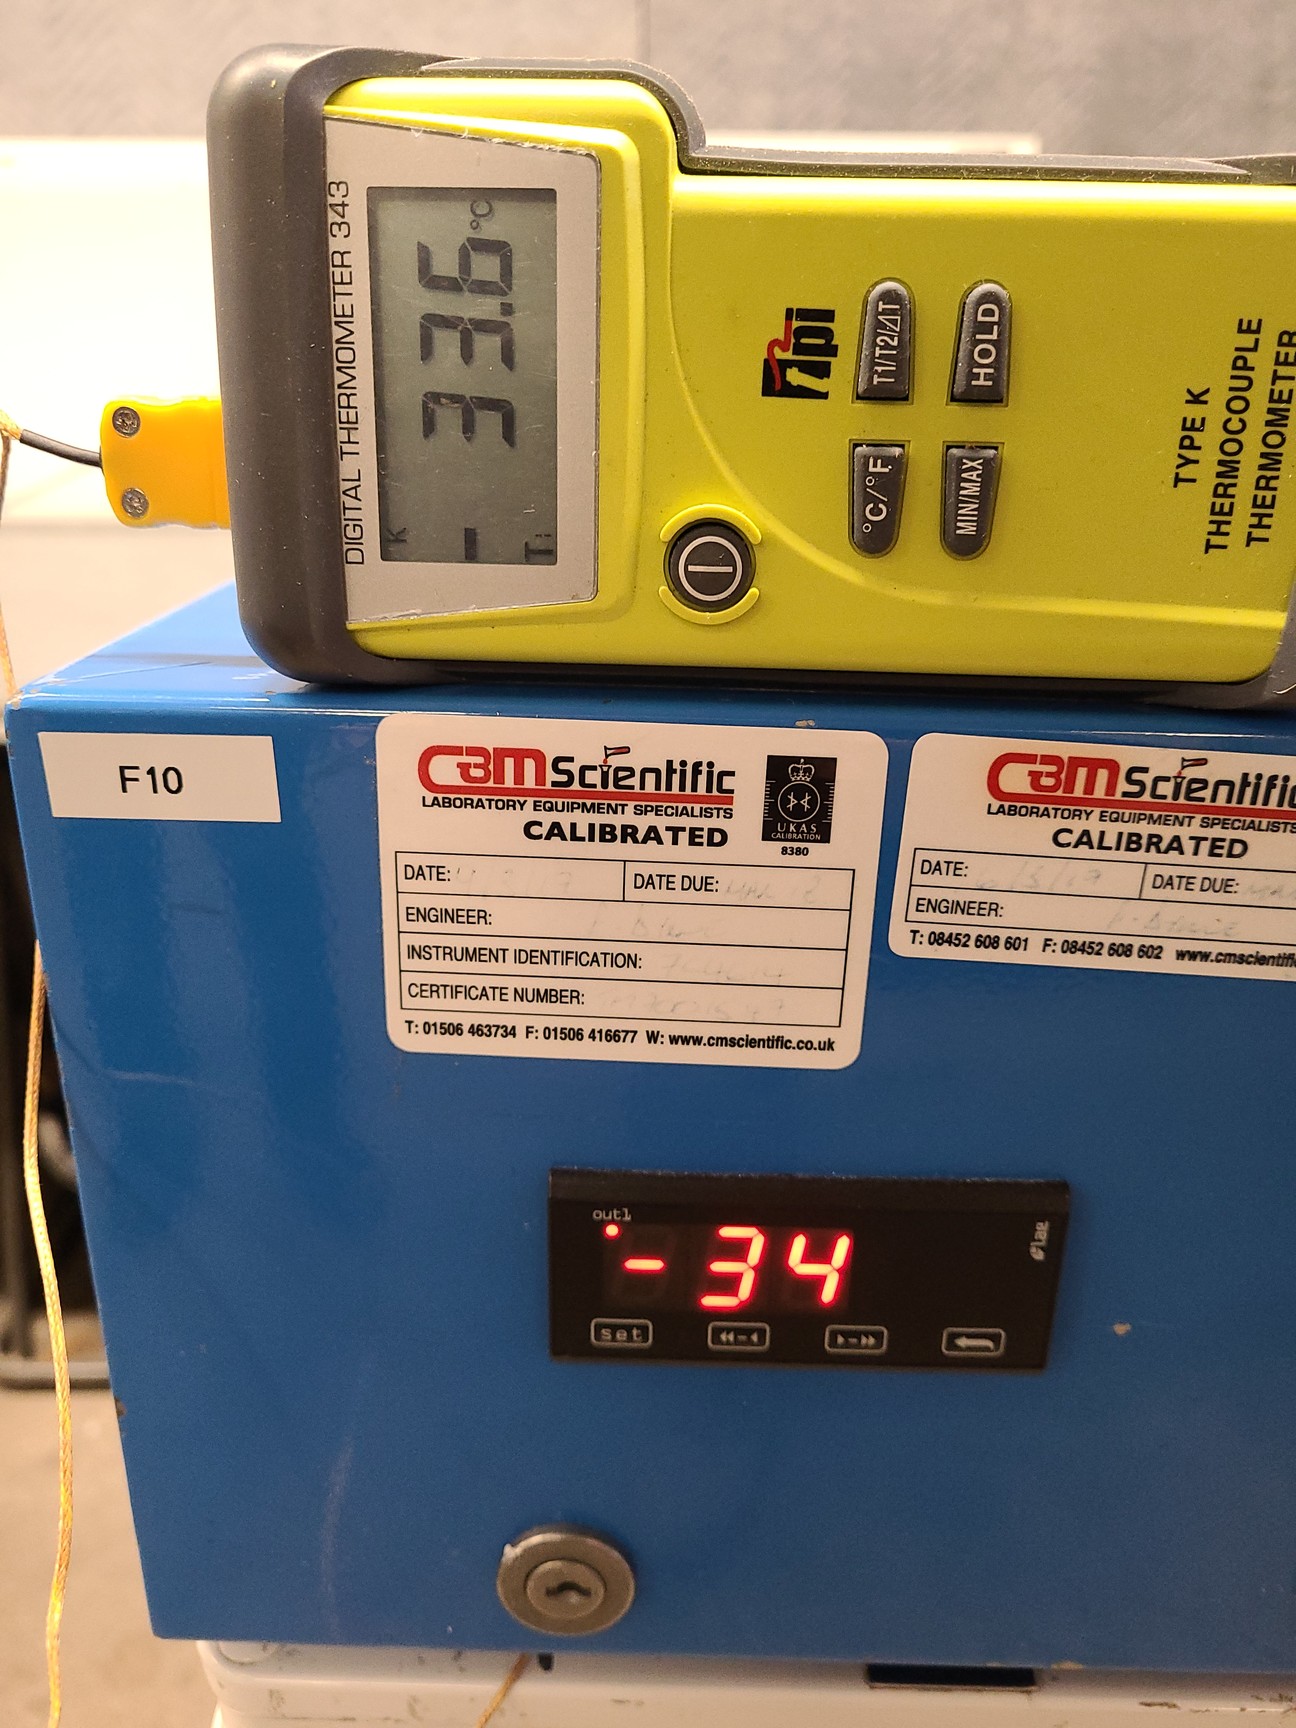 DIGITAL THERMOMETER 343
K
-33.6 °C
T1
tpi
T1/T2/ΔT
HOLD
°C/°F
MIN/MAX
TYPE K
THERMOCOUPLE
THERMOMETER
F10
CBM Scientific
LABORATORY EQUIPMENT SPECIALISTS
CALIBRATED
UKAS
CALIBRATION
8380
DATE:
DATE DUE:
ENGINEER:
INSTRUMENT IDENTIFICATION:
CERTIFICATE NUMBER:
T: 01506 463734 F: 01506 416677 W: www.cmscientific.co.uk
CBM Scientific
LABORATORY EQUIPMENT SPECIALISTS
CALIBRATED
DATE:
DATE DUE:
ENGINEER:
T: 08452 608 601 F: 08452 608 602 www.cmscientific
out1
-34
lae
set